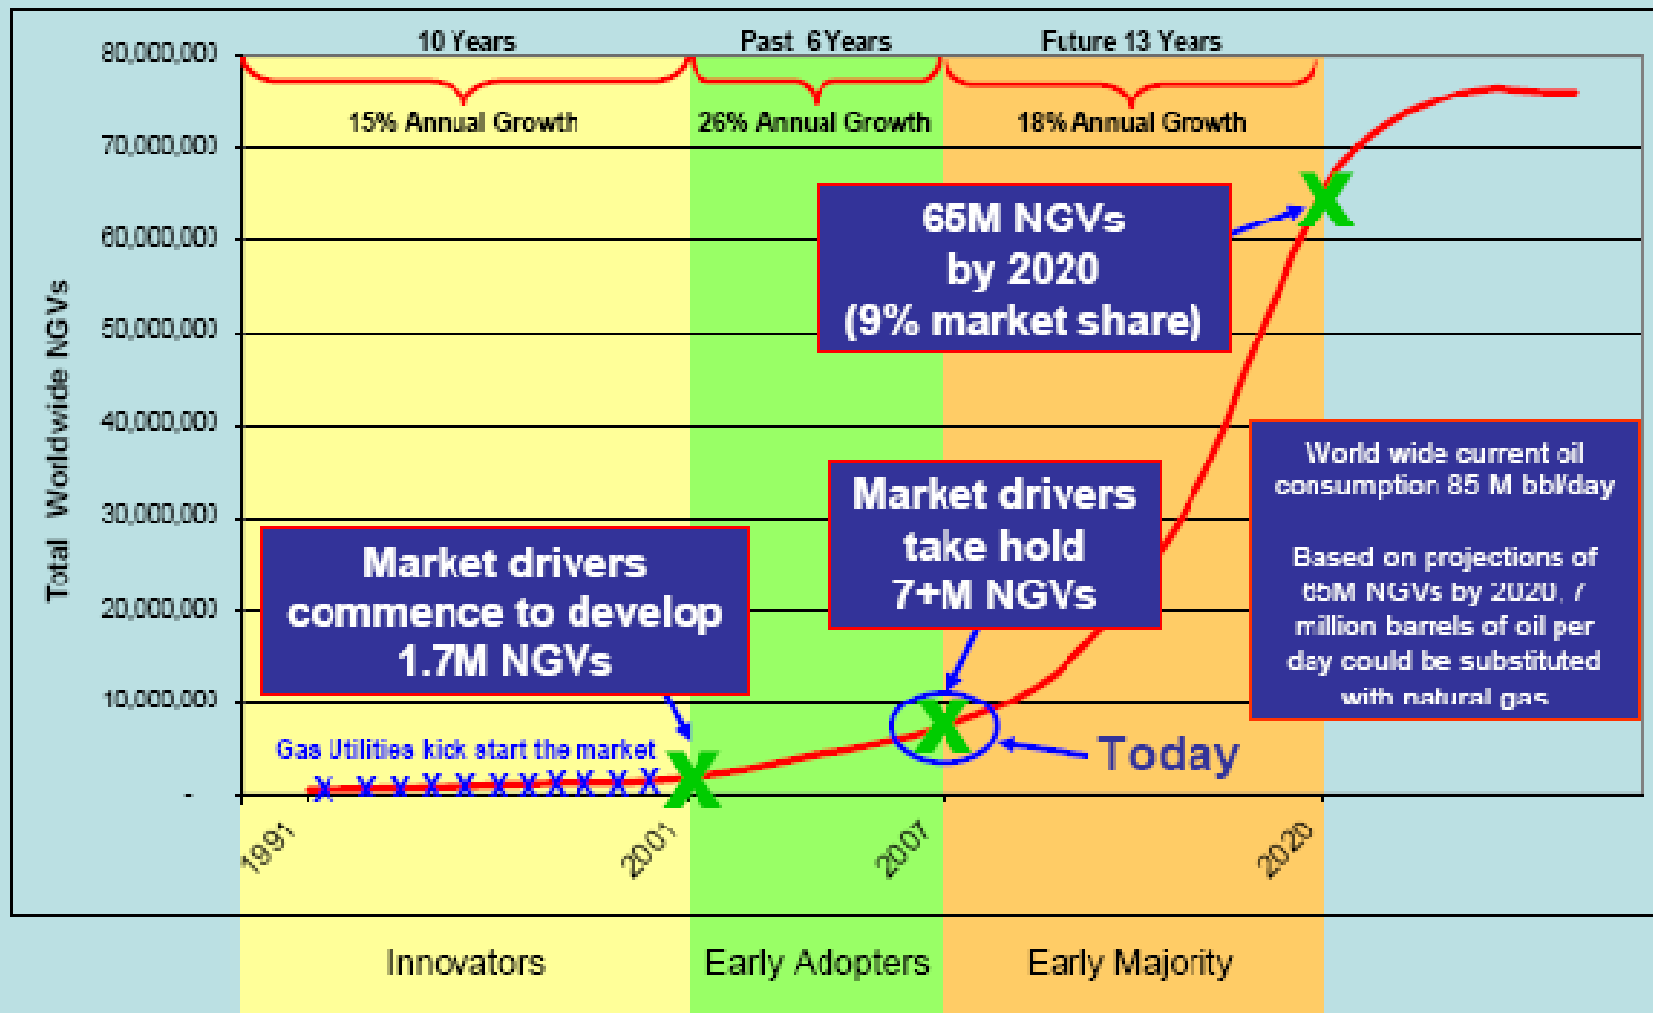 10 Years
Past 6 Years
Future 13 Years
80,000,000
15% Annual Growth
26% Annual Growth
18% Annual Growth
70,000,000
65M NGVs
by 2020
(9% market share)
60,000,000
50,000,000
40,000,000
30,000,000
20,000,000
10,000,000
-
Total Worldwide NGVs
World wide current oil
consumption 85 M bbl/day
Based on projections of
65M NGVs by 2020, 7
million barrels of oil per
day could be substituted
with natural gas
Market drivers
take hold
7+M NGVs
Market drivers
commence to develop
1.7M NGVs
Gas Utilities kick start the market
Today
1991
2001
2007
2020
Innovators
Early Adopters
Early Majority